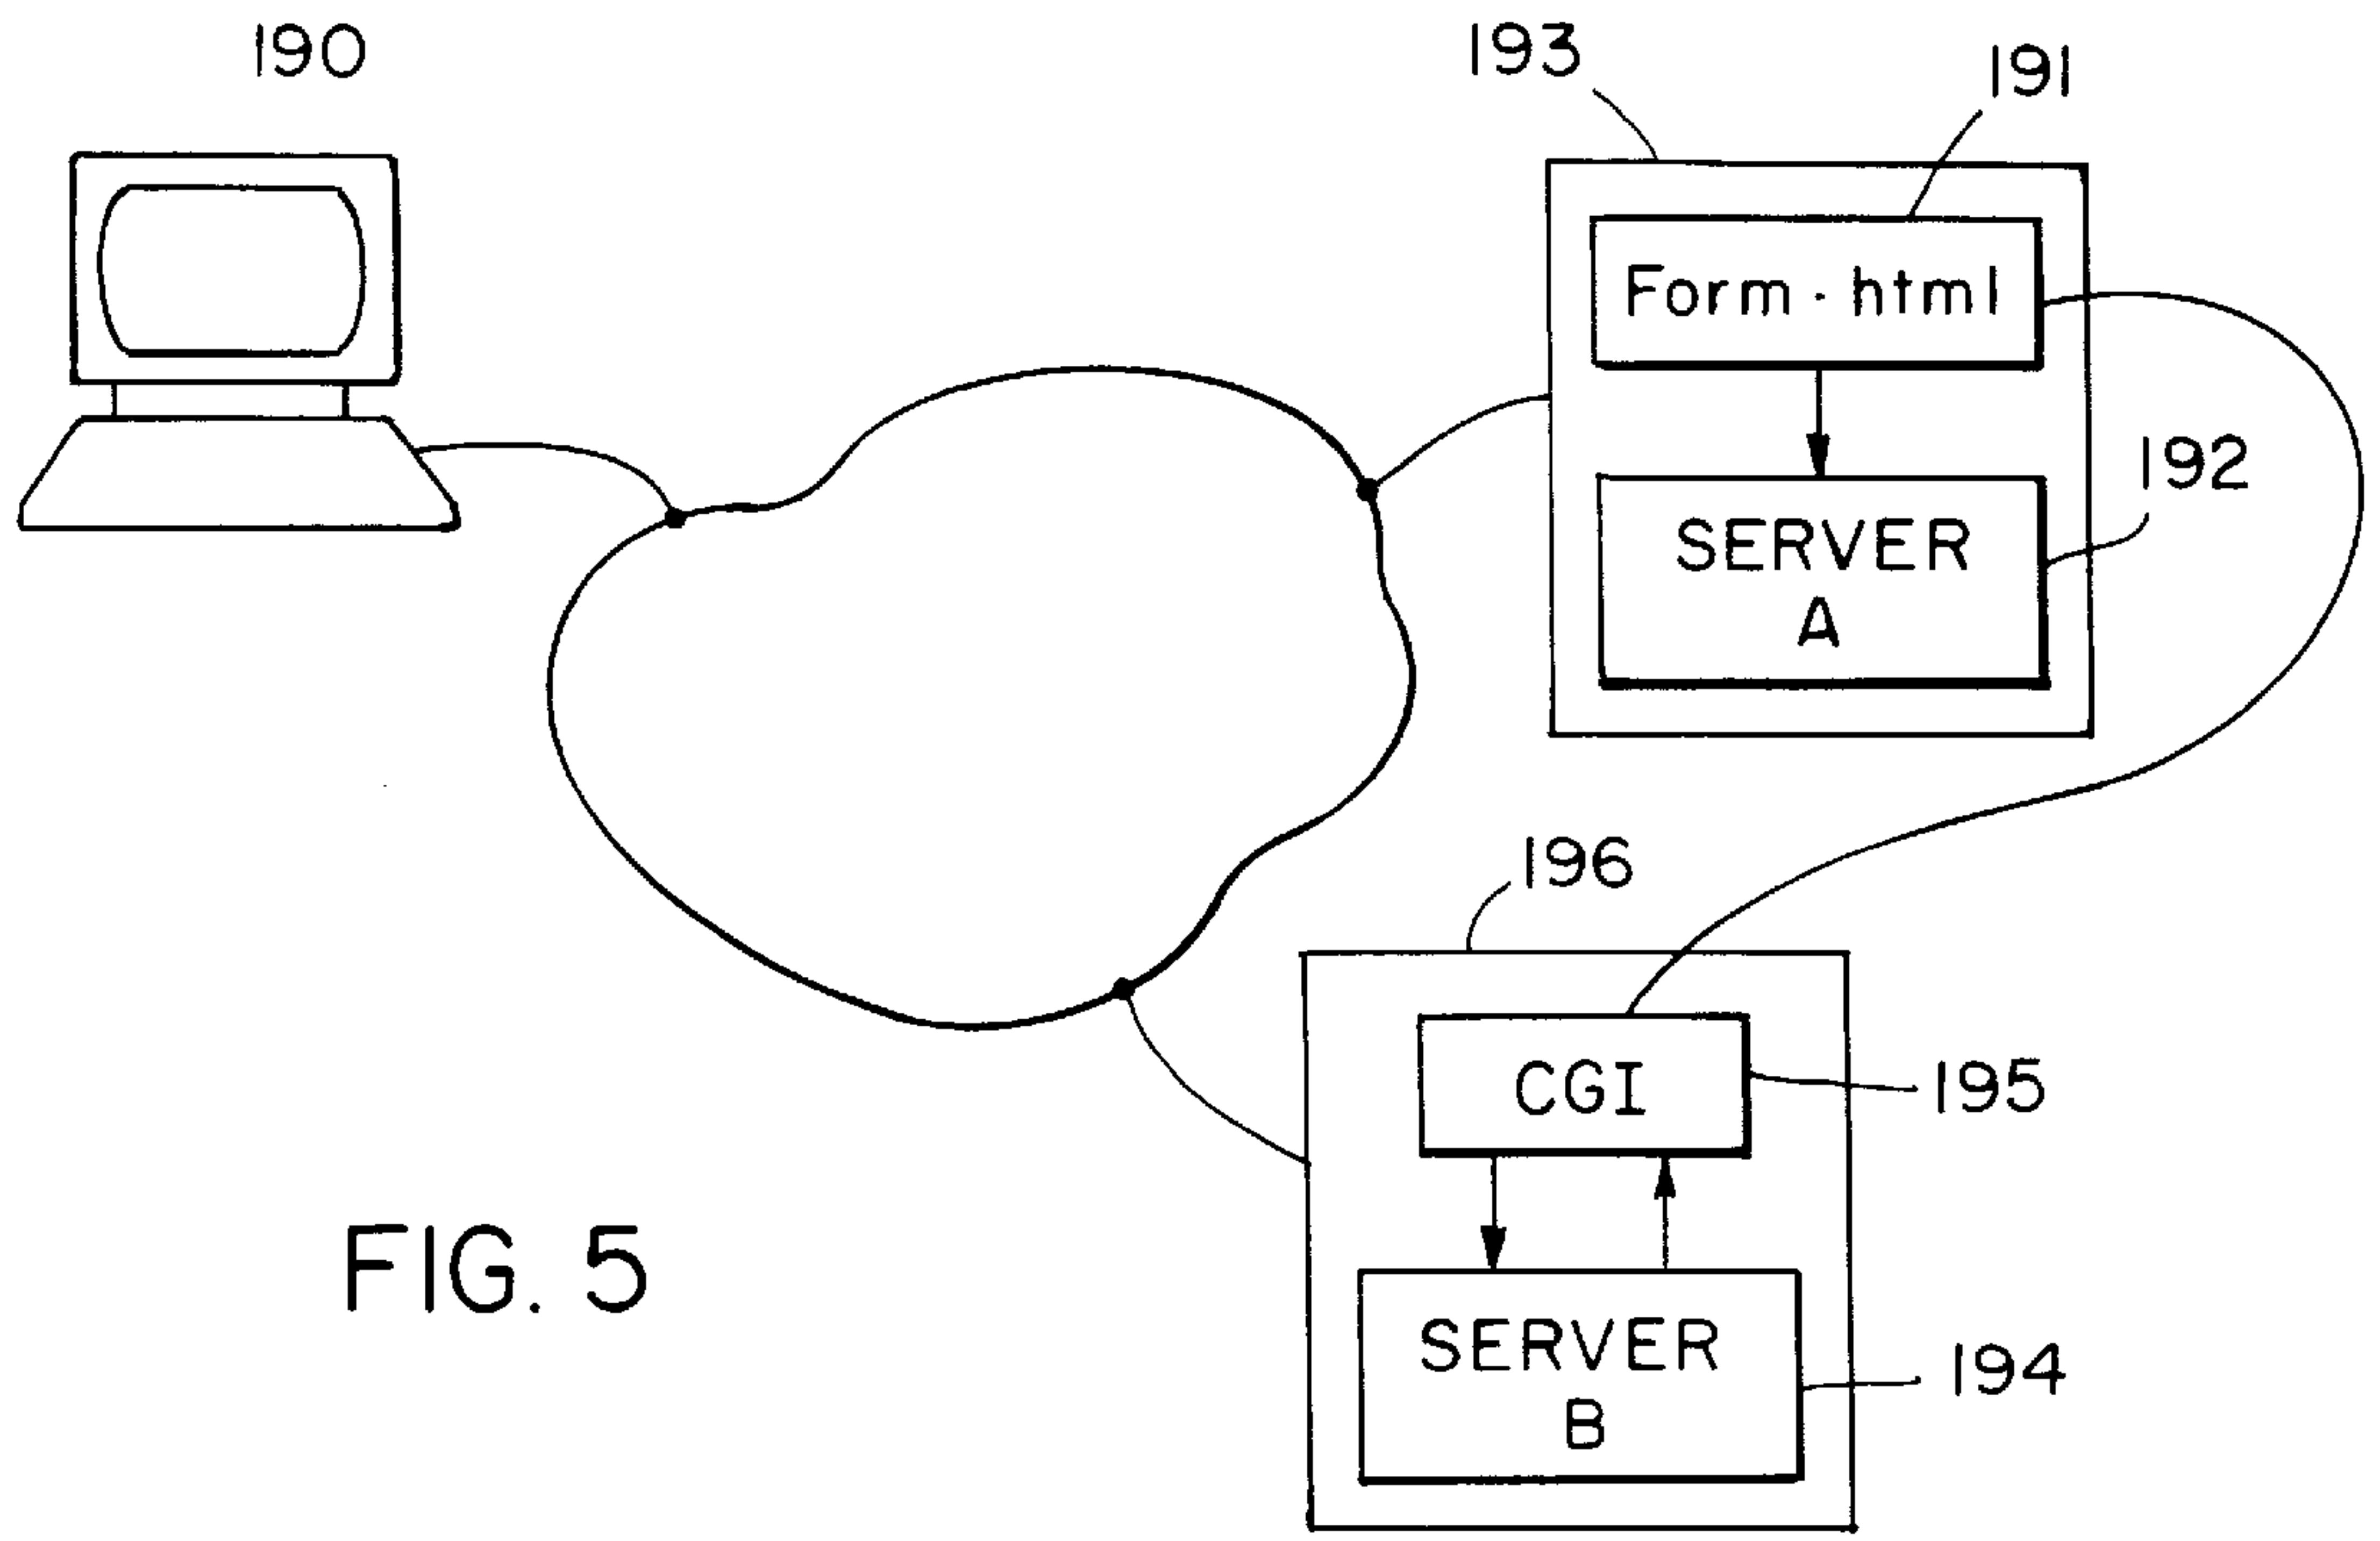 190
193
191
Form · html
192
SERVER
A
196
CGI
195
FIG. 5
SERVER
B
194